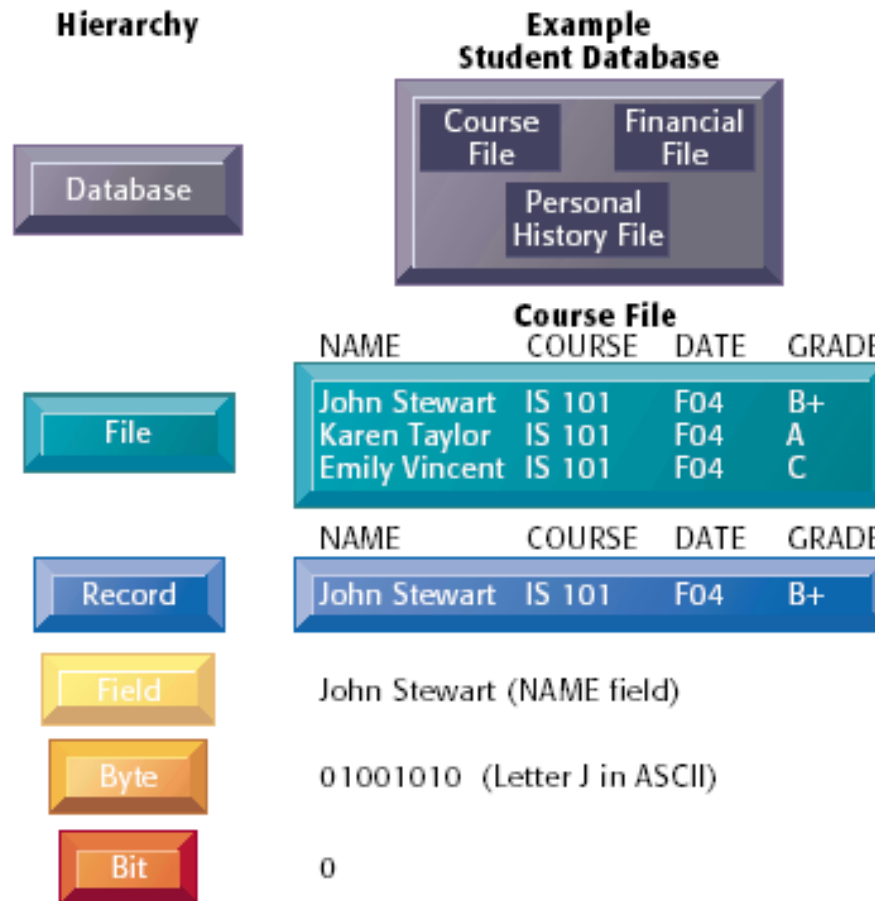 Hierarchy
Example
Student Database
Database
Course
File
Financial
File
Personal
History File
Course File
NAME COURSE DATE GRADE
File
John Stewart IS 101 F04 B+
Karen Taylor IS 101 F04 A
Emily Vincent IS 101 F04 C
NAME COURSE DATE GRADE
Record
John Stewart IS 101 F04 B+
Field
John Stewart (NAME field)
Byte
01001010 (Letter J in ASCII)
Bit
0